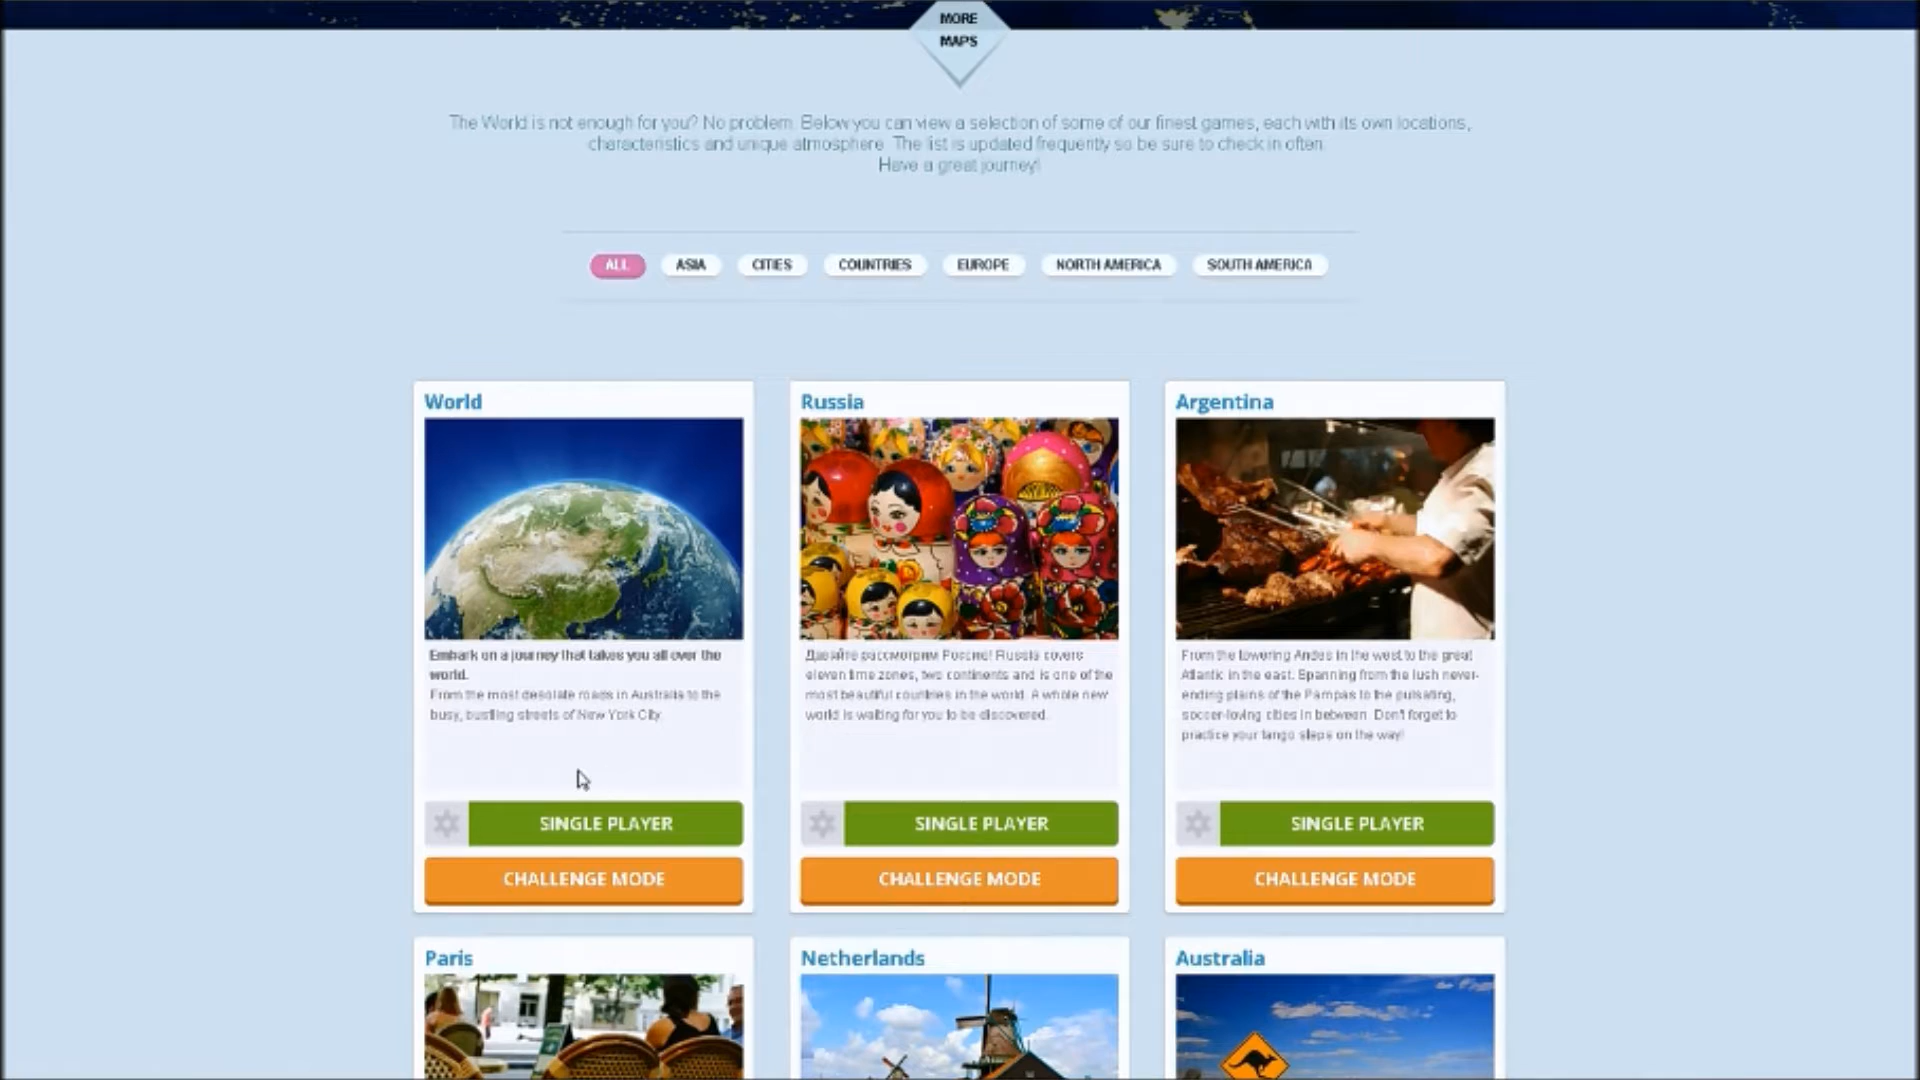 MORE
MAPS
The World is not enough for you? No problem. Below you can view a selection of some of our finest games, each with its own locations,
characteristics and unique atmosphere. The list is updated frequently so be sure to check in often.
Have a great journey!
ALL
ASIA
CITIES
COUNTRIES
EUROPE
NORTH AMERICA
SOUTH AMERICA
World
Embark on a journey that takes you all over the
world.
From the most desolate roads in Australia to the
busy, bustling streets of New York City.
SINGLE PLAYER
CHALLENGE MODE
Russia
Давайте рассмотрим Россию! Russia covers
eleven time zones, two continents and is one of the
most beautiful countries in the world. A whole new
world is waiting for you to be discovered.
SINGLE PLAYER
CHALLENGE MODE
Argentina
From the towering Andes in the west to the great
Atlantic in the east. Spanning from the lush never-
ending plains of the Pampas to the pulsating,
soccer-loving cities in between. Don't forget to
practice your tango steps on the way!
SINGLE PLAYER
CHALLENGE MODE
Paris
Netherlands
Australia